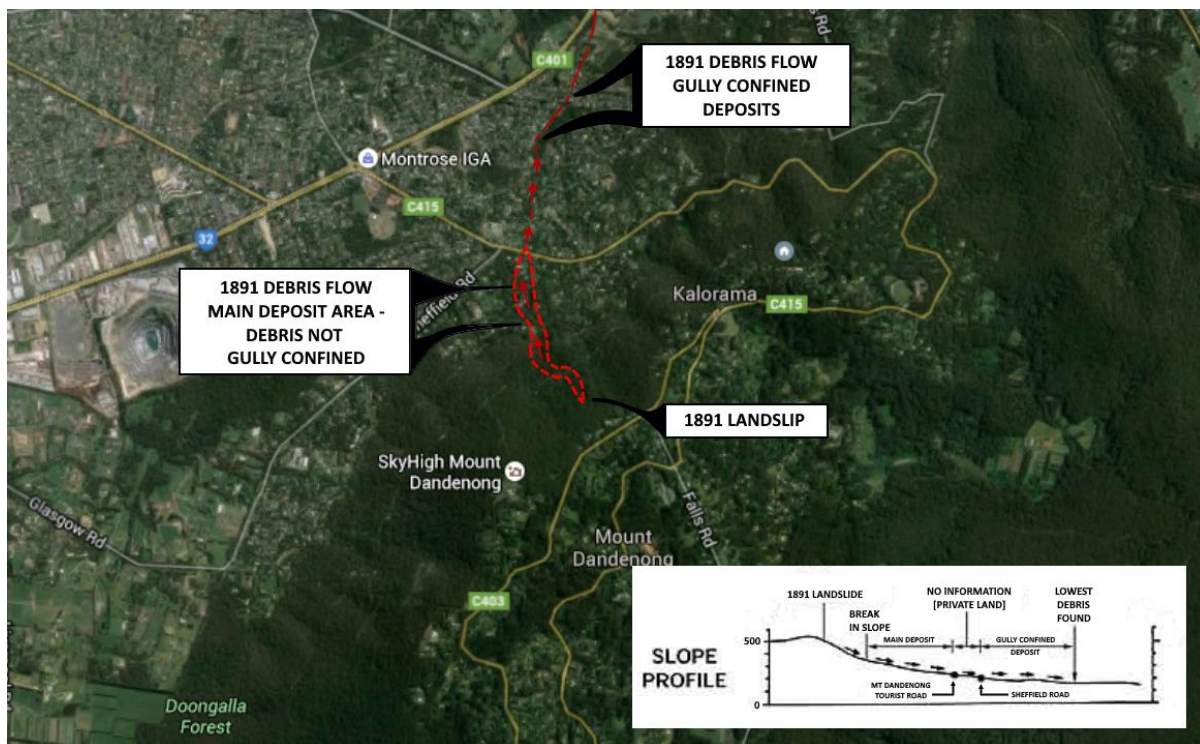 s Rd
C401
1891 DEBRIS FLOW
GULLY CONFINED
DEPOSITS
Montrose IGA
C415
32
1891 DEBRIS FLOW
MAIN DEPOSIT AREA -
DEBRIS NOT
GULLY CONFINED
effield Rd
Kalorama
C415
1891 LANDSLIP
SkyHigh Mount
Dandenong
Falls Rd
Glasgow Rd
Mount
Dandenong
C403
Doongalla
Forest
SLOPE
PROFILE
500
0
1891 LANDSLIDE
BREAK
IN SLOPE
MAIN DEPOSIT
NO INFORMATION
[PRIVATE LAND]
GULLY CONFINED
DEPOSIT
LOWEST
DEBRIS
FOUND
MT DANDENONG
TOURIST ROAD
SHEFFIELD ROAD